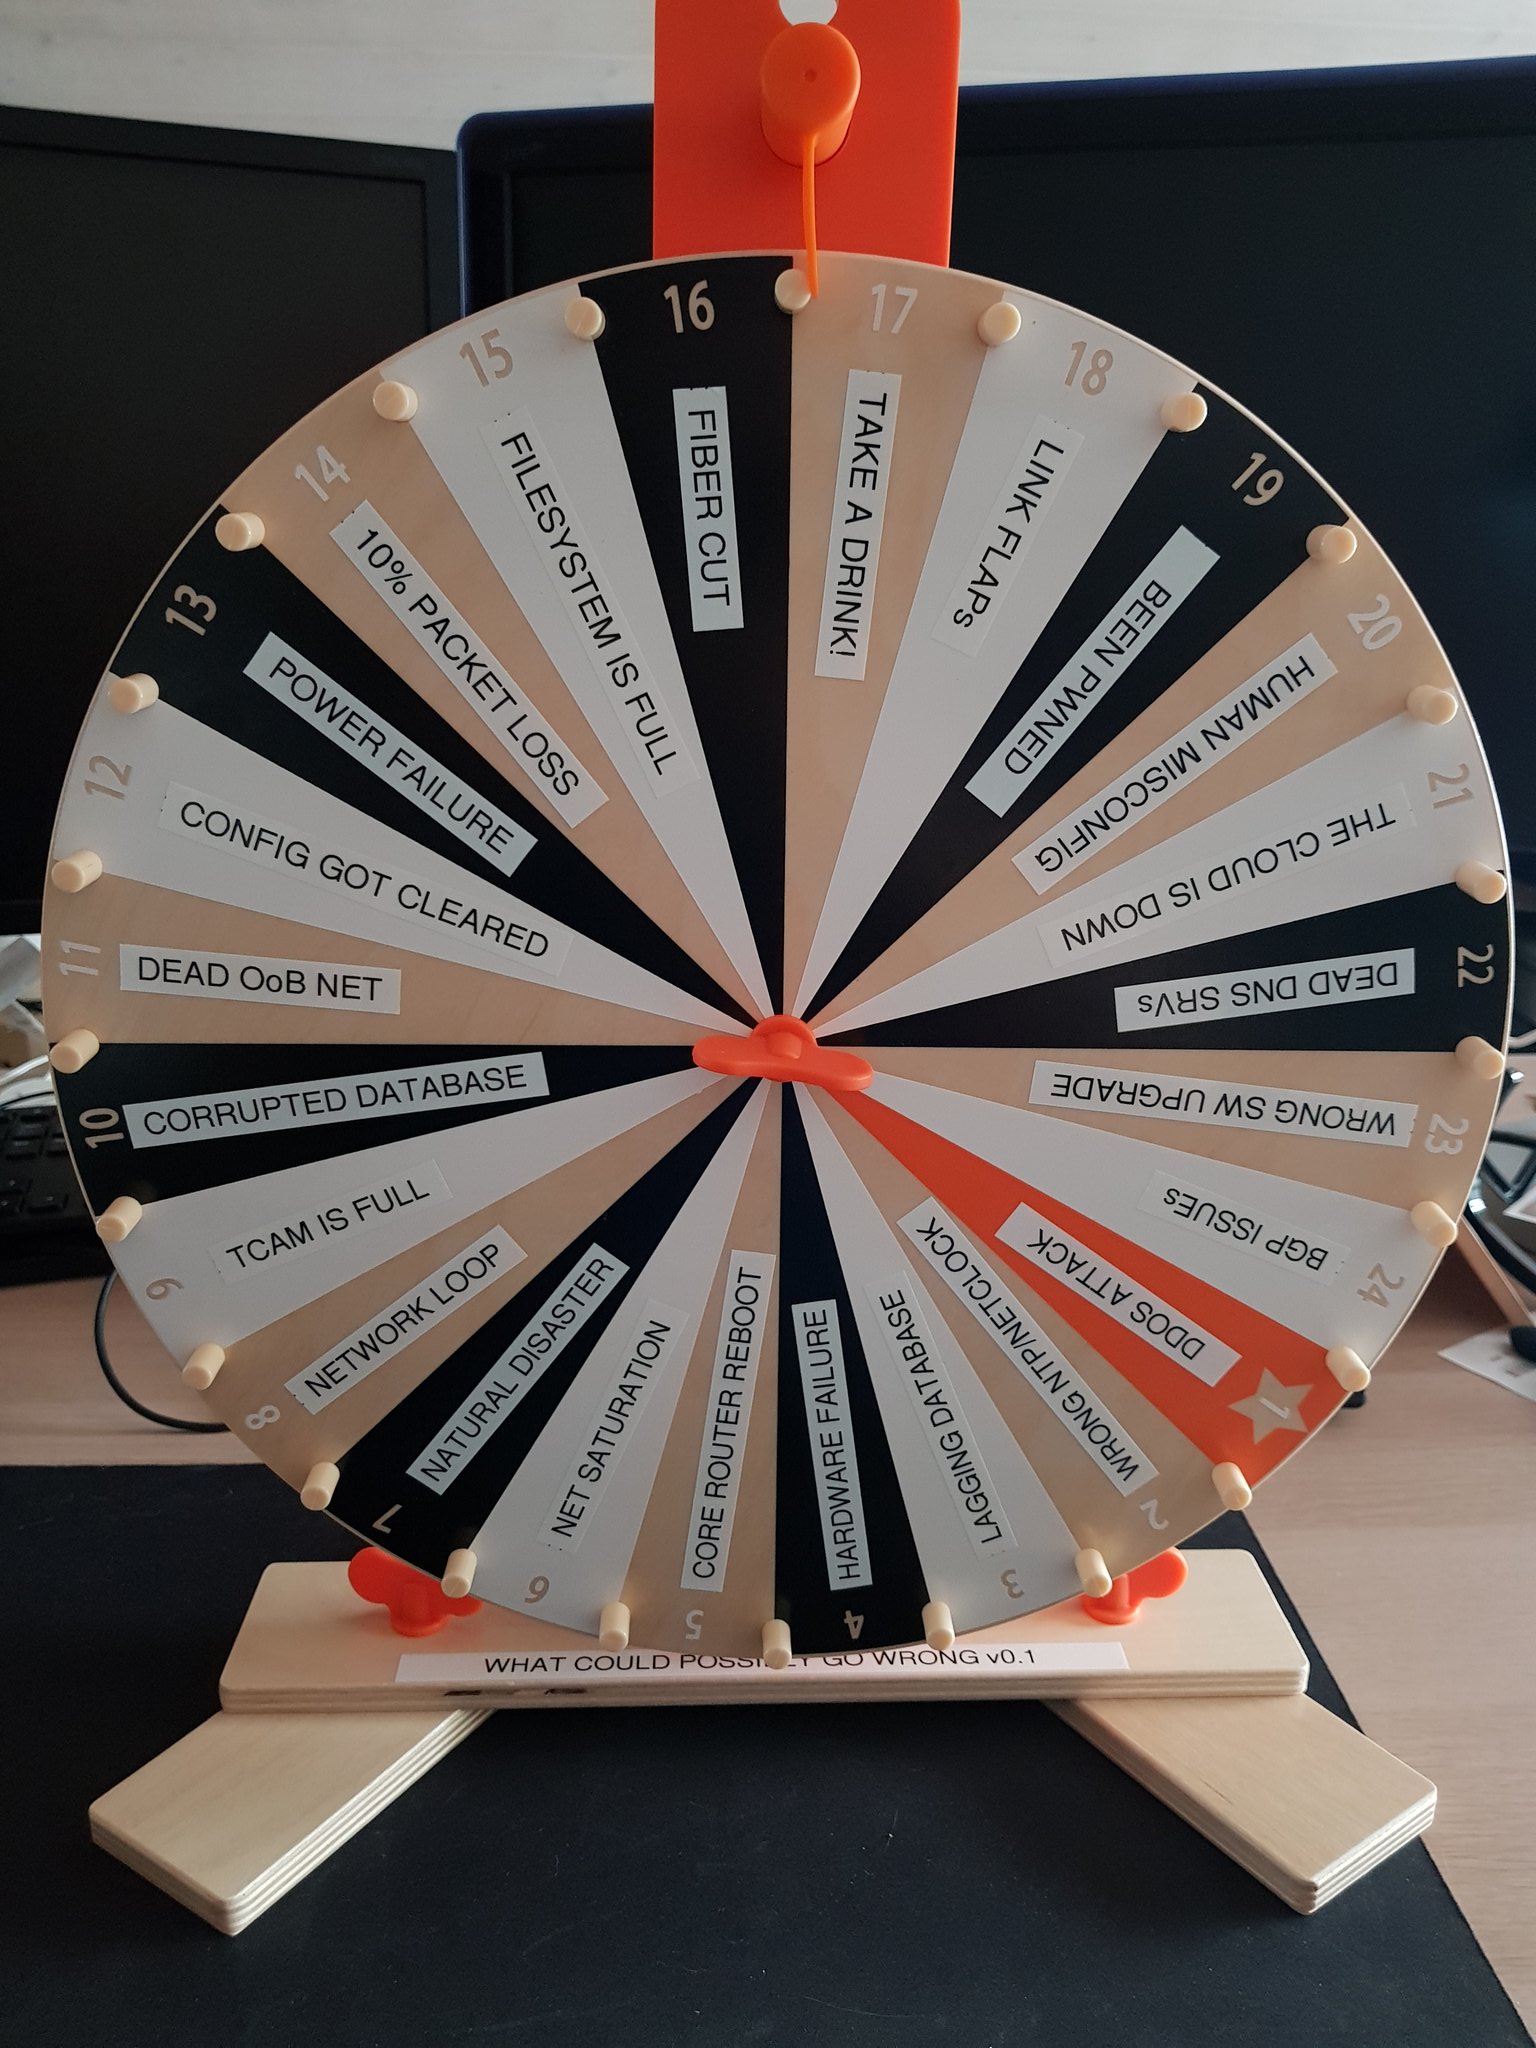 1
DDOS ATTACK
2
WRONG NTP/NETCLOCK
3
LAGGING DATABASE
4
HARDWARE FAILURE
5
CORE ROUTER REBOOT
6
NET SATURATION
7
NATURAL DISASTER
8
NETWORK LOOP
9
TCAM IS FULL
10
CORRUPTED DATABASE
11
DEAD OoB NET
12
CONFIG GOT CLEARED
13
POWER FAILURE
14
10% PACKET LOSS
15
FILESYSTEM IS FULL
16
FIBER CUT
17
TAKE A DRINK!
18
LINK FLAPs
19
BEEN PWNED
20
HUMAN MISCONFIG
21
THE CLOUD IS DOWN
22
DEAD DNS SRVs
23
WRONG SW UPGRADE
24
BGP ISSUEs
WHAT COULD POSSIBLY GO WRONG v0.1